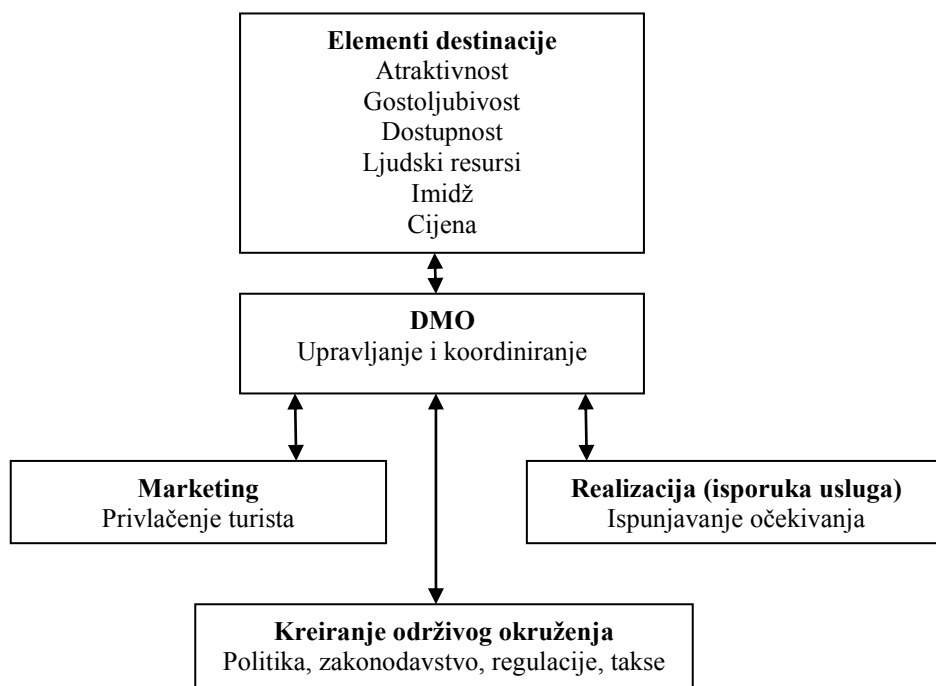 Elementi destinacije
Atraktivnost
Gostoljubivost
Dostupnost
Ljudski resursi
Imidž
Cijena
DMO
Upravljanje i koordiniranje
Marketing
Privlačenje turista
Realizacija (isporuka usluga)
Ispunjavanje očekivanja
Kreiranje održivog okruženja
Politika, zakonodavstvo, regulacije, takse